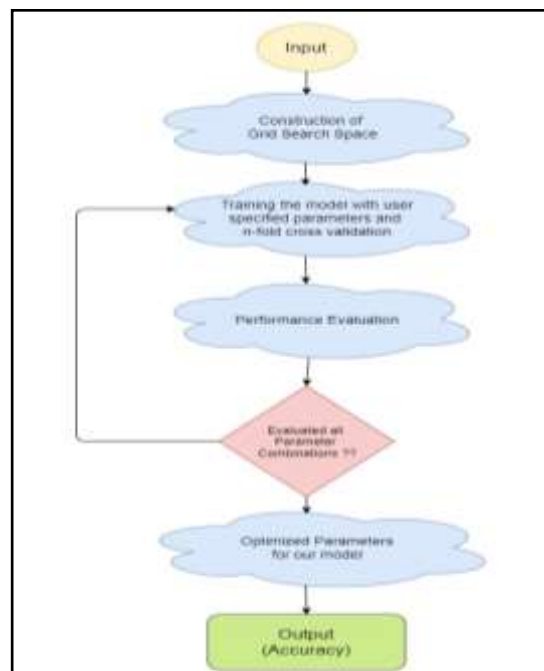 Input
Construction of
Grid Search Space
Training the model with user
specified parameters and
n-fold cross validation
Performance Evaluation
Evaluated all
Parameter
Combinations ??
Optimized Parameters
for our model
Output
(Accuracy)